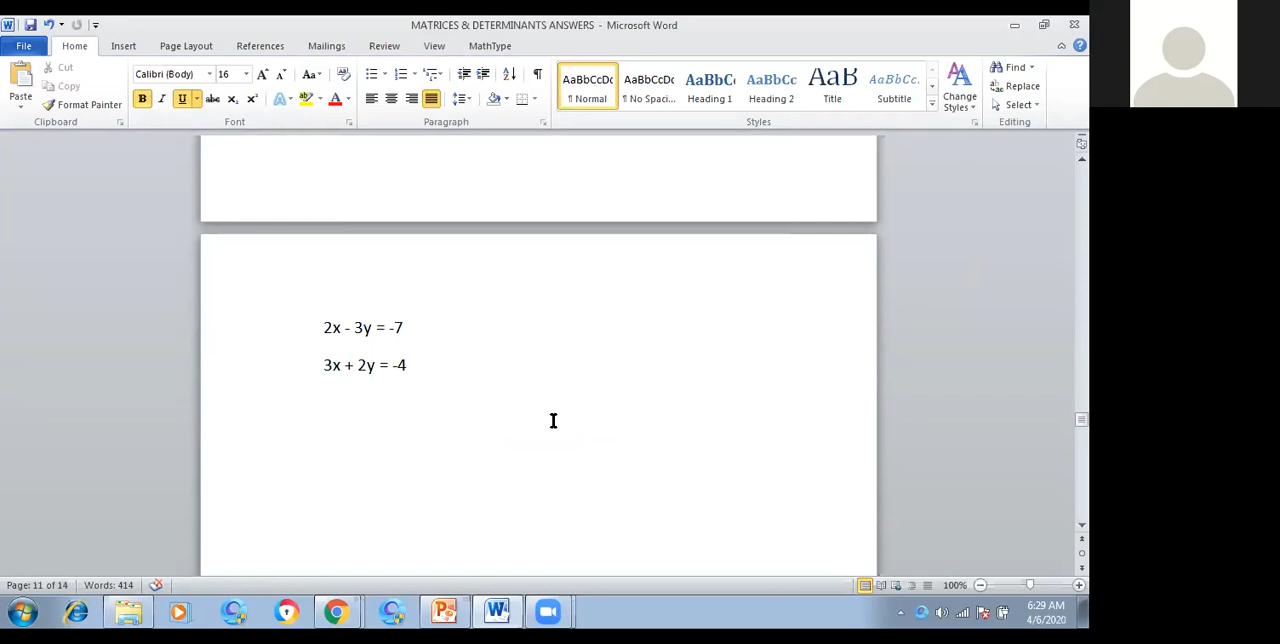 MATRICES & DETERMINANTS ANSWERS - Microsoft Word
File Home Insert Page Layout References Mailings Review View MathType
Paste Cut Copy Format Painter
Calibri (Body) 16
AaBbCcDc AaBbCcDc AaBbC AaBbCc AaB AaBbCc.
¶ Normal ¶ No Spaci... Heading 1 Heading 2 Title Subtitle
Change Styles
Find Replace Select
Clipboard Font Paragraph Styles Editing
2x - 3y = -7
3x + 2y = -4
Page: 11 of 14 Words: 414 100%
6:29 AM
4/6/2020